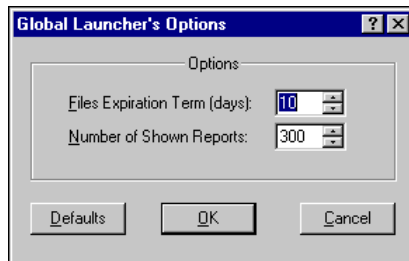 Global Launcher's Options
Options
Files Expiration Term (days): 10
Number of Shown Reports: 300
Defaults OK Cancel